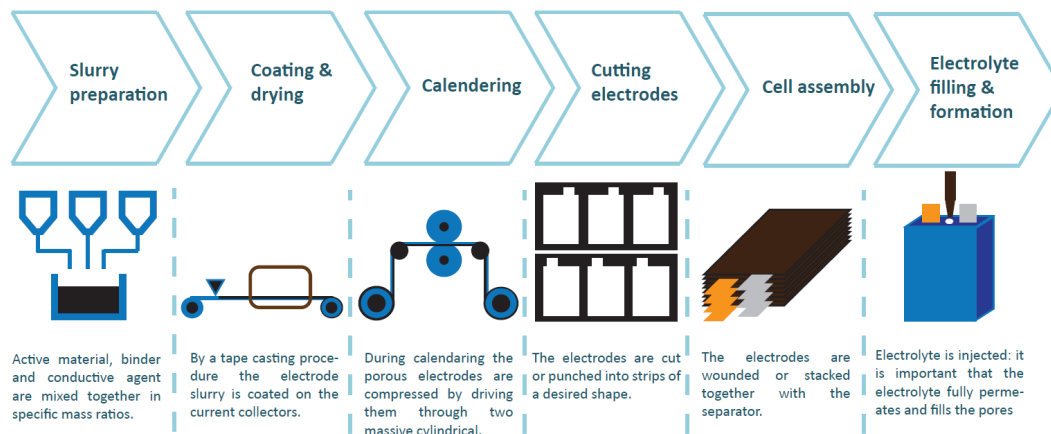 Slurry
preparation
Coating &
drying
Calendering
Cutting
electrodes
Cell assembly
Electrolyte
filling &
formation
Active material, binder
and conductive agent
are mixed together in
specific mass ratios.
By a tape casting proce-
dure the electrode
slurry is coated on the
current collectors.
During calendaring the
porous electrodes are
compressed by driving
them through two
massive cylindrical.
The electrodes are cut
or punched into strips of
a desired shape.
The electrodes are
wounded or stacked
together with the
separator.
Electrolyte is injected: it
is important that the
electrolyte fully perme-
ates and fills the pores